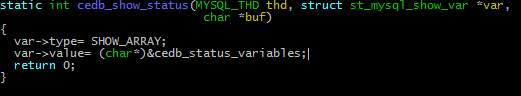 static int cedb_show_status(MYSQL_THD thd, struct st_mysql_show_var *var,
                            char *buf)
{
  var->type= SHOW_ARRAY;
  var->value= (char*)&cedb_status_variables;
  return 0;
}